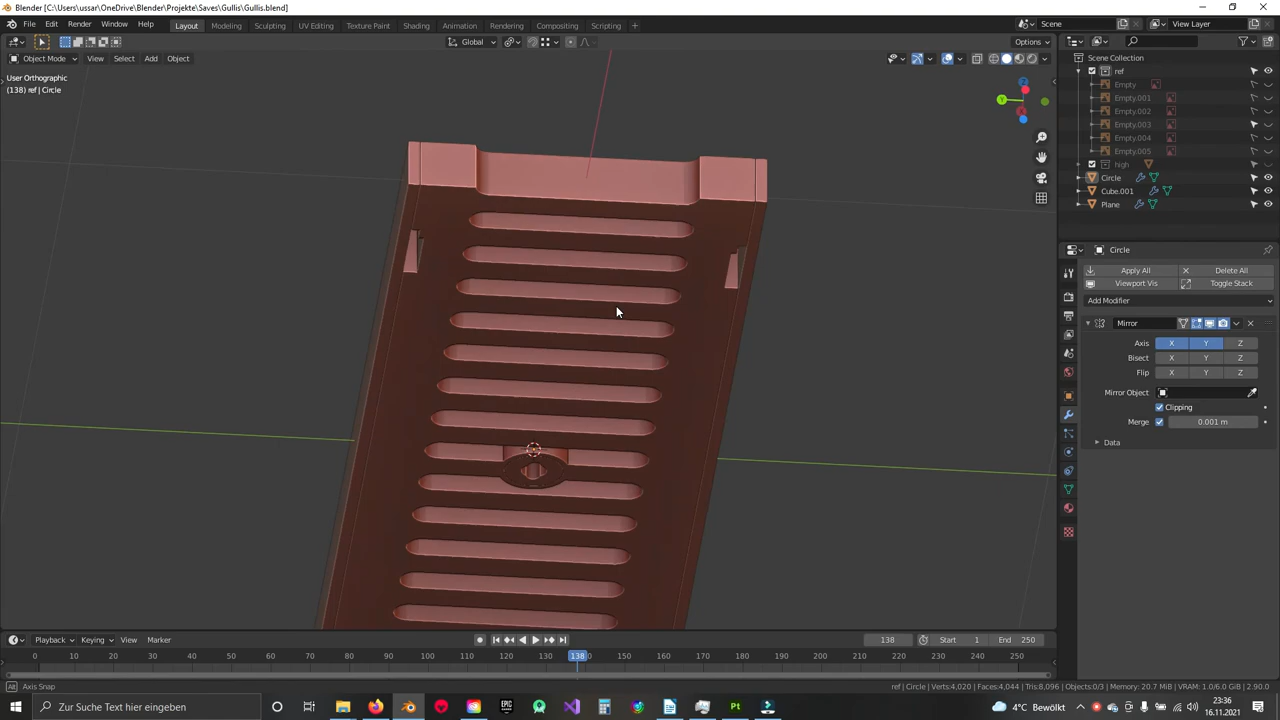 Blender [C:\Users\ussar\OneDrive\Blender\Projekte\Saves\Gullis\Gullis.blend]
File Edit Render Window Help Layout Modeling Sculpting UV Editing Texture Paint Shading Animation Rendering Compositing Scripting + Scene View Layer
Global Options
Object Mode View Select Add Object
User Orthographic
(138) ref | Circle
Scene Collection
ref
Empty
Empty.001
Empty.002
Empty.003
Empty.004
Empty.005
high
Circle
Cube.001
Plane
Z
Y
X
Circle
Apply All Delete All
Viewport Vis Toggle Stack
Add Modifier
Mirror
Axis X Y Z
Bisect X Y Z
Flip X Y Z
Mirror Object
Clipping
Merge 0.001 m
Data
Playback Keying View Marker 138 Start 1 End 250
0 10 20 30 40 50 60 70 80 90 100 110 120 130 138 150 160 170 180 190 200 210 220 230 240 250
Axis Snap ref | Circle | Verts:4,020 | Faces:4,044 | Tris:8,096 | Objects:0/3 | Memory: 20.7 MiB | VRAM: 1.0/6.0 GiB | 2.90.0
Zur Suche Text hier eingeben 4°C Bewölkt 23:36
16.11.2021